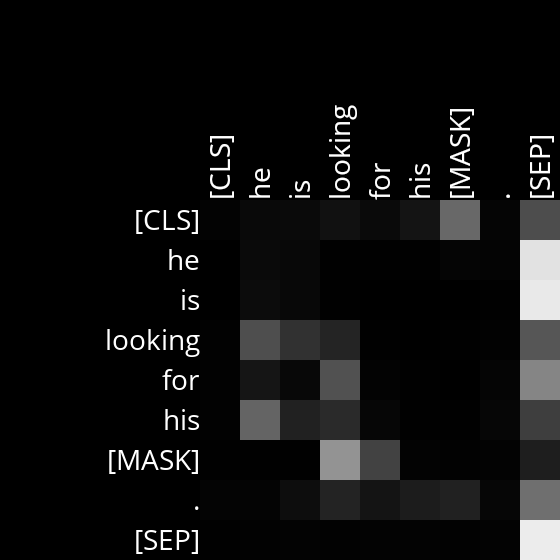 [CLS] he is looking for his [MASK] . [SEP]
[CLS]
he
is
looking
for
his
[MASK]
.
[SEP]